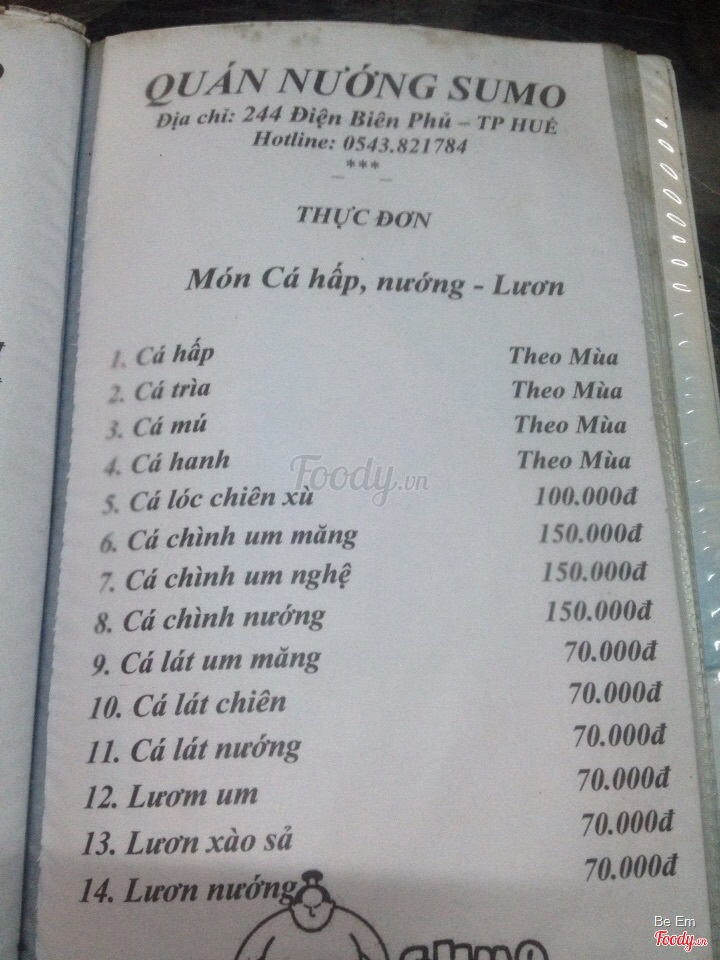 QUÁN NƯỚNG SUMO
Địa chỉ: 244 Điện Biên Phủ – TP HUẾ
Hotline: 0543.821784
***
THỰC ĐƠN
Món Cá hấp, nướng - Lươn
1. Cá hấp Theo Mùa
2. Cá trìa Theo Mùa
3. Cá mú Theo Mùa
4. Cá hanh Theo Mùa
5. Cá lóc chiên xù 100.000đ
6. Cá chình um măng 150.000đ
7. Cá chình um nghệ 150.000đ
8. Cá chình nướng 150.000đ
9. Cá lát um măng 70.000đ
10. Cá lát chiên 70.000đ
11. Cá lát nướng 70.000đ
12. Lươm um 70.000đ
13. Lươn xào sả 70.000đ
14. Lươn nướng 70.000đ
Foody.vn
Be Em
Foody.vn